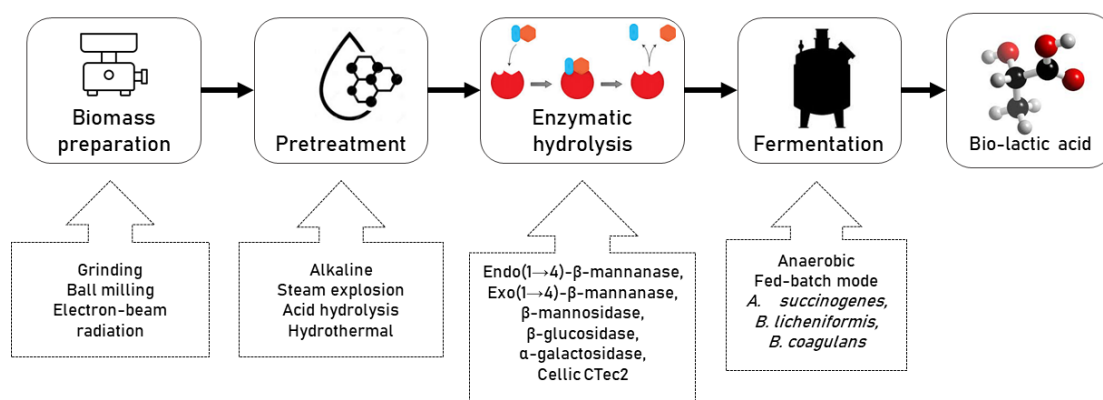 Biomass
preparation
Pretreatment
Enzymatic
hydrolysis
Fermentation
Bio-lactic acid
Grinding
Ball milling
Electron-beam
radiation
Alkaline
Steam explosion
Acid hydrolysis
Hydrothermal
Endo(1→4)-β-mannanase,
Exo(1→4)-β-mannanase,
β-mannosidase,
β-glucosidase,
α-galactosidase,
Cellic CTec2
Anaerobic
Fed-batch mode
A. succinogenes,
B. licheniformis,
B. coagulans